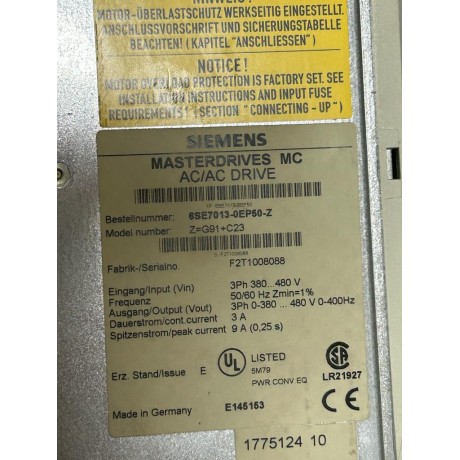 HINWEIS !
MOTOR-ÜBERLASTSCHUTZ WERKSEITIG EINGESTELLT.
ANSCHLUSSVORSCHRIFT UND SICHERUNGSTABELLE
BEACHTEN! (KAPITEL "ANSCHLIESSEN")
NOTICE !
MOTOR OVERLOAD PROTECTION IS FACTORY SET. SEE
INSTALLATION INSTRUCTIONS AND INPUT FUSE
REQUIREMENTS! (SECTION "CONNECTING - UP")
SIEMENS
MASTERDRIVES MC
AC/AC DRIVE
Bestellnummer: 6SE7013-0EP50-Z
Model number: Z=G91+C23
S F2T1008088
Fabrik-/Serialno. F2T1008088
Eingang/Input (Vin) 3Ph 380... 480 V
Frequenz 50/60 Hz Zmin=1%
Ausgang/Output (Vout) 3Ph 0-380 ... 480 V 0-400Hz
Dauerstrom/cont.current 3 A
Spitzenstrom/peak current 9 A (0,25 s)
Erz. Stand/Issue E
UL LISTED
5M79
PWR CONV EQ
LR21927
Made in Germany E145153 CE
1775124 10